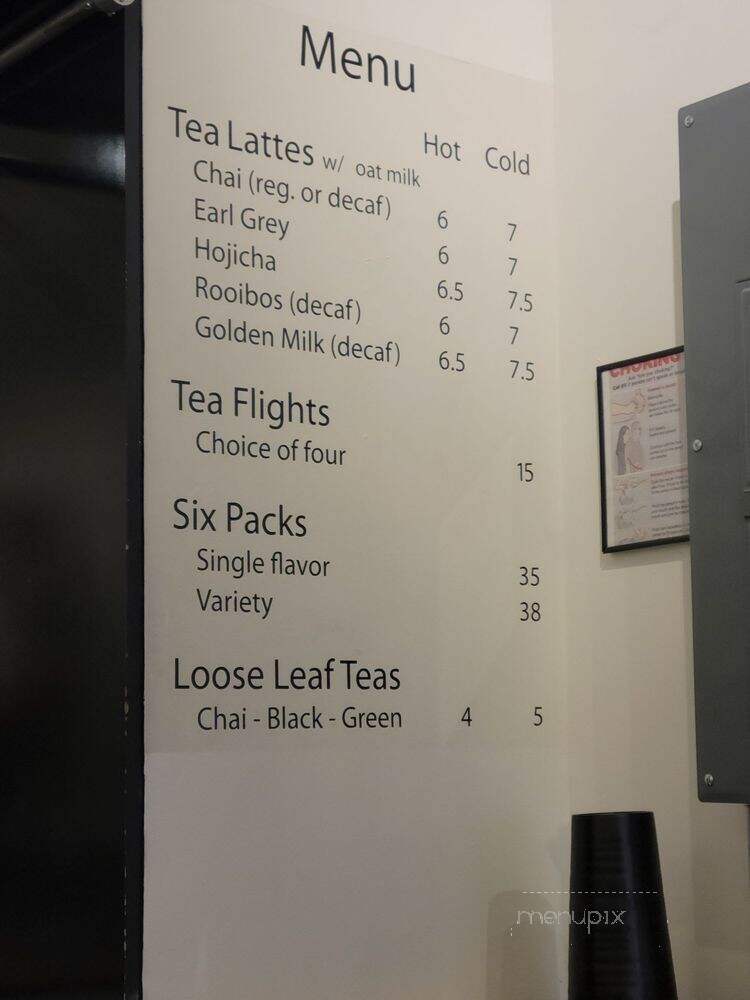 Menu
Hot Cold
Tea Lattes w/ oat milk
Chai (reg. or decaf) 6 7
Earl Grey 6 7
Hojicha 6.5 7.5
Rooibos (decaf) 6 7
Golden Milk (decaf) 6.5 7.5
Tea Flights
Choice of four 15
Six Packs
Single flavor 35
Variety 38
Loose Leaf Teas
Chai - Black - Green 4 5
CHOKING
menupix